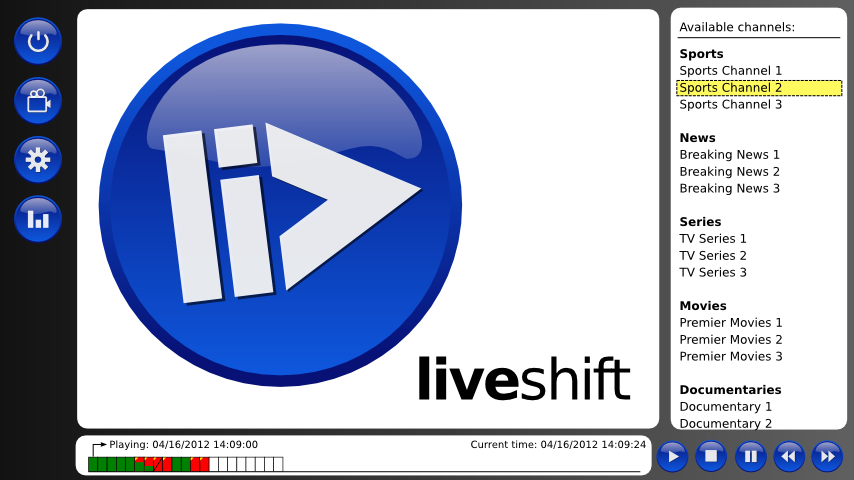 liveshift
Available channels:
Sports
Sports Channel 1
Sports Channel 2
Sports Channel 3
News
Breaking News 1
Breaking News 2
Breaking News 3
Series
TV Series 1
TV Series 2
TV Series 3
Movies
Premier Movies 1
Premier Movies 2
Premier Movies 3
Documentaries
Documentary 1
Documentary 2
Playing: 04/16/2012 14:09:00
Current time: 04/16/2012 14:09:24